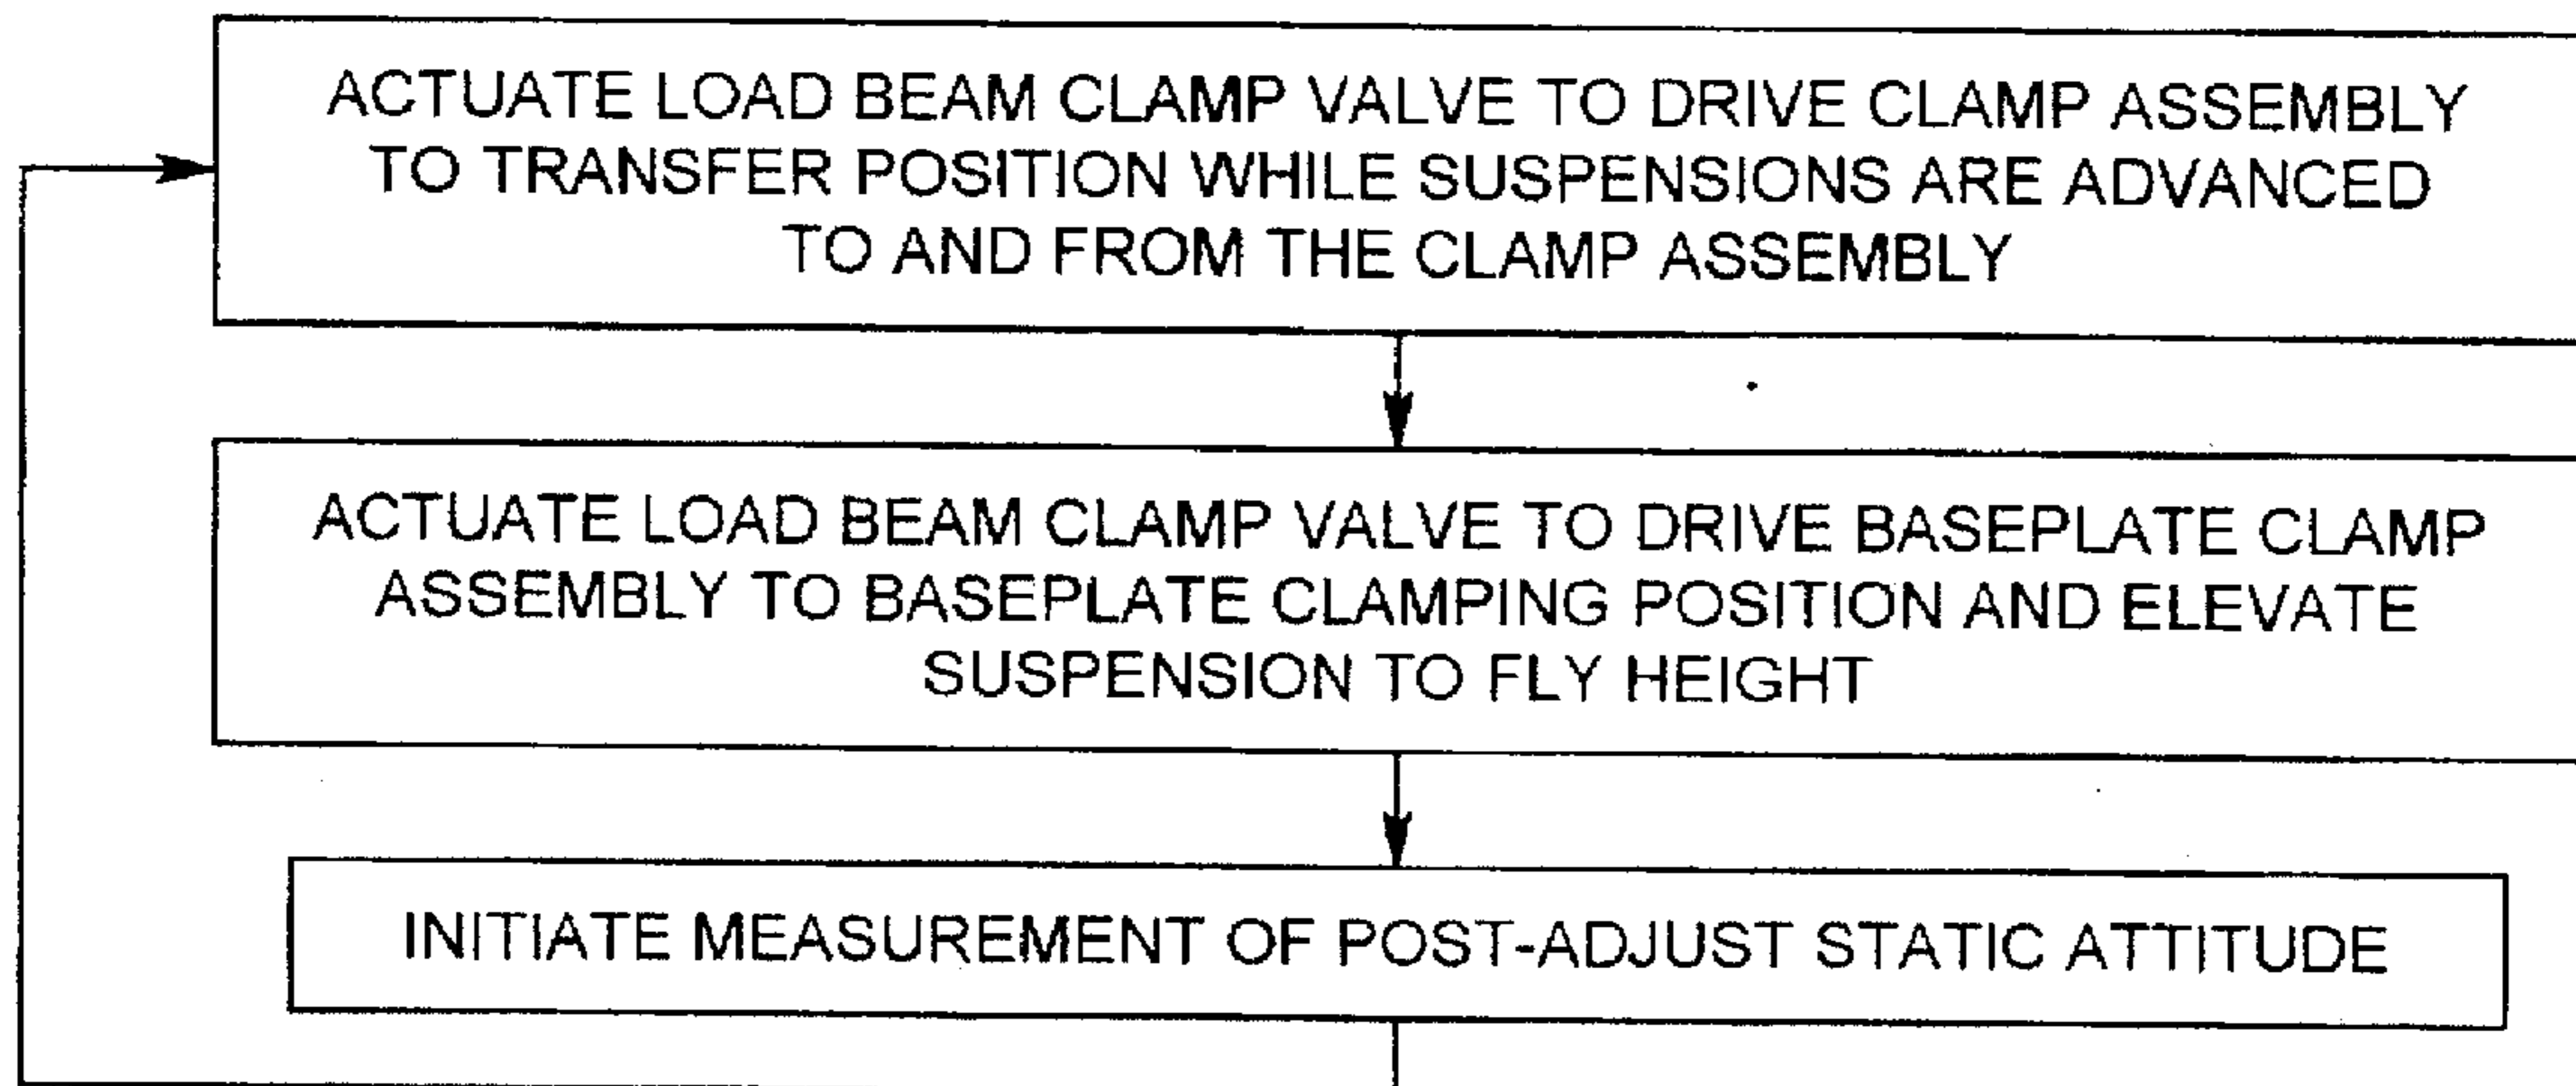 ACTUATE LOAD BEAM CLAMP VALVE TO DRIVE CLAMP ASSEMBLY
TO TRANSFER POSITION WHILE SUSPENSIONS ARE ADVANCED
TO AND FROM THE CLAMP ASSEMBLY
ACTUATE LOAD BEAM CLAMP VALVE TO DRIVE BASEPLATE CLAMP
ASSEMBLY TO BASEPLATE CLAMPING POSITION AND ELEVATE
SUSPENSION TO FLY HEIGHT
INITIATE MEASUREMENT OF POST-ADJUST STATIC ATTITUDE